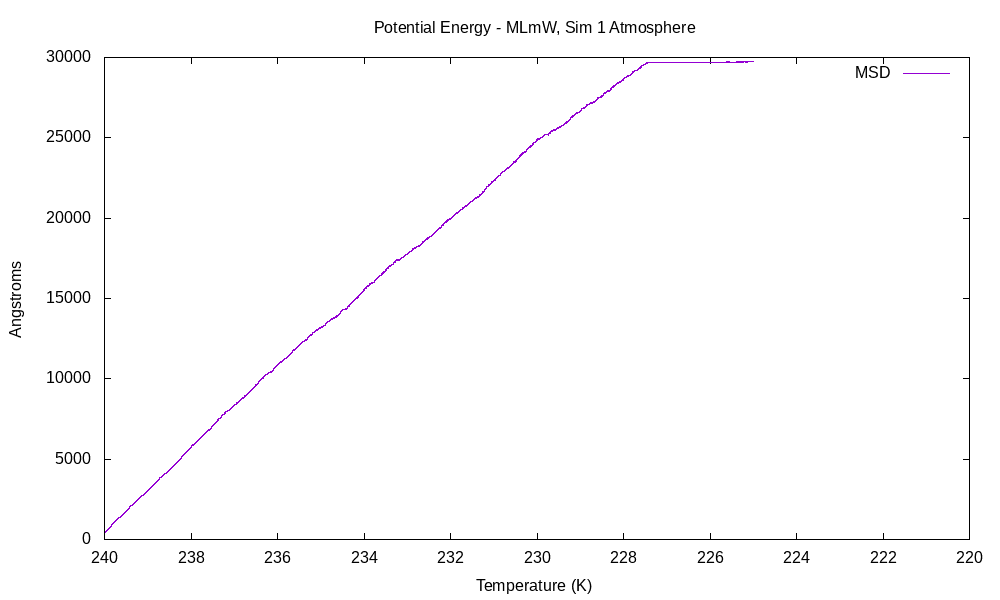 Potential Energy - MLmW, Sim 1 Atmosphere
30000
MSD
25000
20000
Angstroms
15000
10000
5000
0
240 238 236 234 232 230 228 226 224 222 220
Temperature (K)